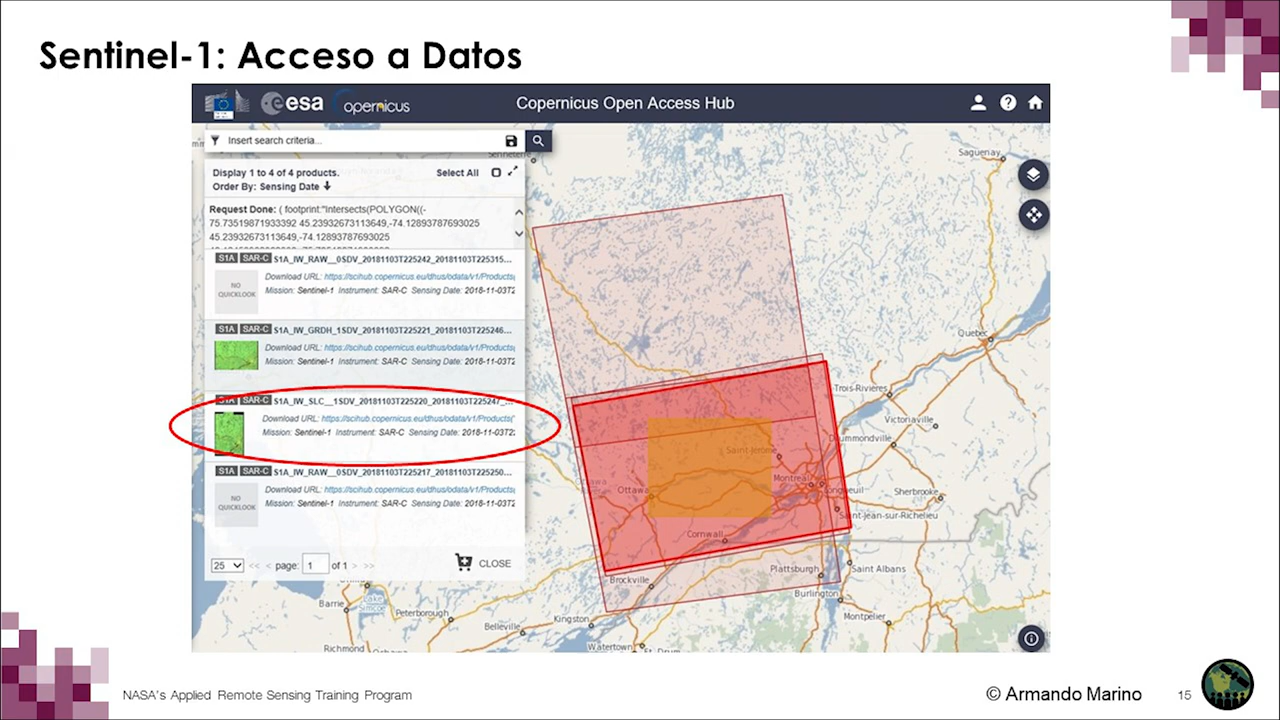 Sentinel-1: Acceso a Datos
esa
opernicus
Copernicus Open Access Hub
Insert search criteria...
Display 1 to 4 of 4 products.
Select All
Order By: Sensing Date
Request Done: ( footprint:"Intersects(POLYGON((-
75.73519871933392 45.23932673113649,-74.12893787693025
45.23932673113649,-74.12893787693025
S1A SAR-C S1A_IW_RAW__0SDV_20181103T225242_20181103T225315...
NO
QUICKLOOK
Download URL: https://scihub.copernicus.eu/dhus/odata/v1/Products(
Mission: Sentinel-1 Instrument: SAR-C Sensing Date: 2018-11-03T2
S1A SAR-C S1A_IW_GRDH_1SDV_20181103T225221_20181103T225246...
Download URL: https://scihub.copernicus.eu/dhus/odata/v1/Products(
Mission: Sentinel-1 Instrument: SAR-C Sensing Date: 2018-11-03T2
S1A SAR-C S1A_IW_SLC__1SDV_20181103T225220_20181103T225247_...
Download URL: https://scihub.copernicus.eu/dhus/odata/v1/Products('
Mission: Sentinel-1 Instrument: SAR-C Sensing Date: 2018-11-03T2
S1A SAR-C S1A_IW_RAW__0SDV_20181103T225217_20181103T225250...
NO
QUICKLOOK
Download URL: https://scihub.copernicus.eu/dhus/odata/v1/Products(
Mission: Sentinel-1 Instrument: SAR-C Sensing Date: 2018-11-03T2
25 << < page: 1 of 1 > >>
CLOSE
Senneterre
Saguenay
Quebec
Trois-Rivières
Victoriaville
Drummondville
Saint-Jérôme
Montreal
Longueuil
Sherbrooke
Ottawa
Saint-Jean-sur-Richelieu
Cornwall
Plattsburgh
Saint Albans
Brockville
Burlington
Barrie
Lake
Simcoe
Peterborough
Kingston
Montpelier
Belleville
Richmond
Watertown
NASA's Applied Remote Sensing Training Program
© Armando Marino
15